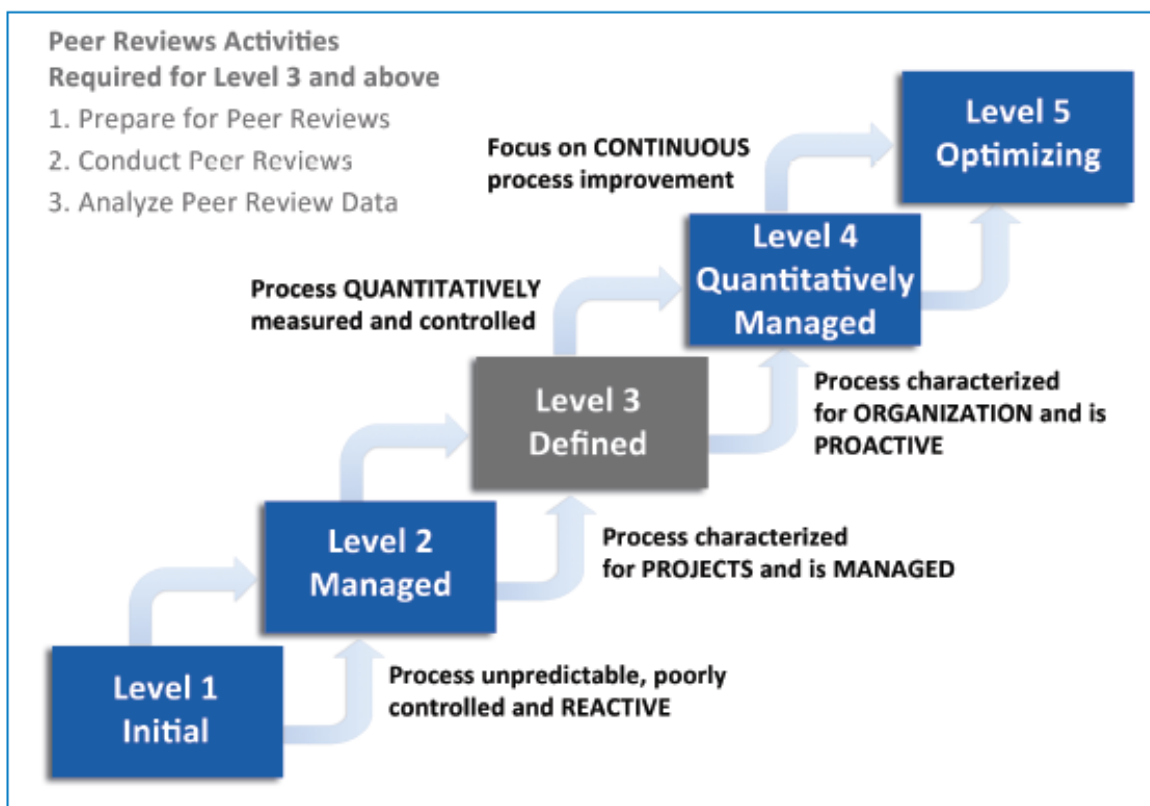 Peer Reviews Activities
Required for Level 3 and above
1. Prepare for Peer Reviews
2. Conduct Peer Reviews
3. Analyze Peer Review Data
Level 5
Optimizing
Focus on CONTINUOUS
process improvement
Level 4
Quantitatively
Managed
Process QUANTITATIVELY
measured and controlled
Level 3
Defined
Process characterized
for ORGANIZATION and is
PROACTIVE
Level 2
Managed
Process characterized
for PROJECTS and is MANAGED
Level 1
Initial
Process unpredictable, poorly
controlled and REACTIVE